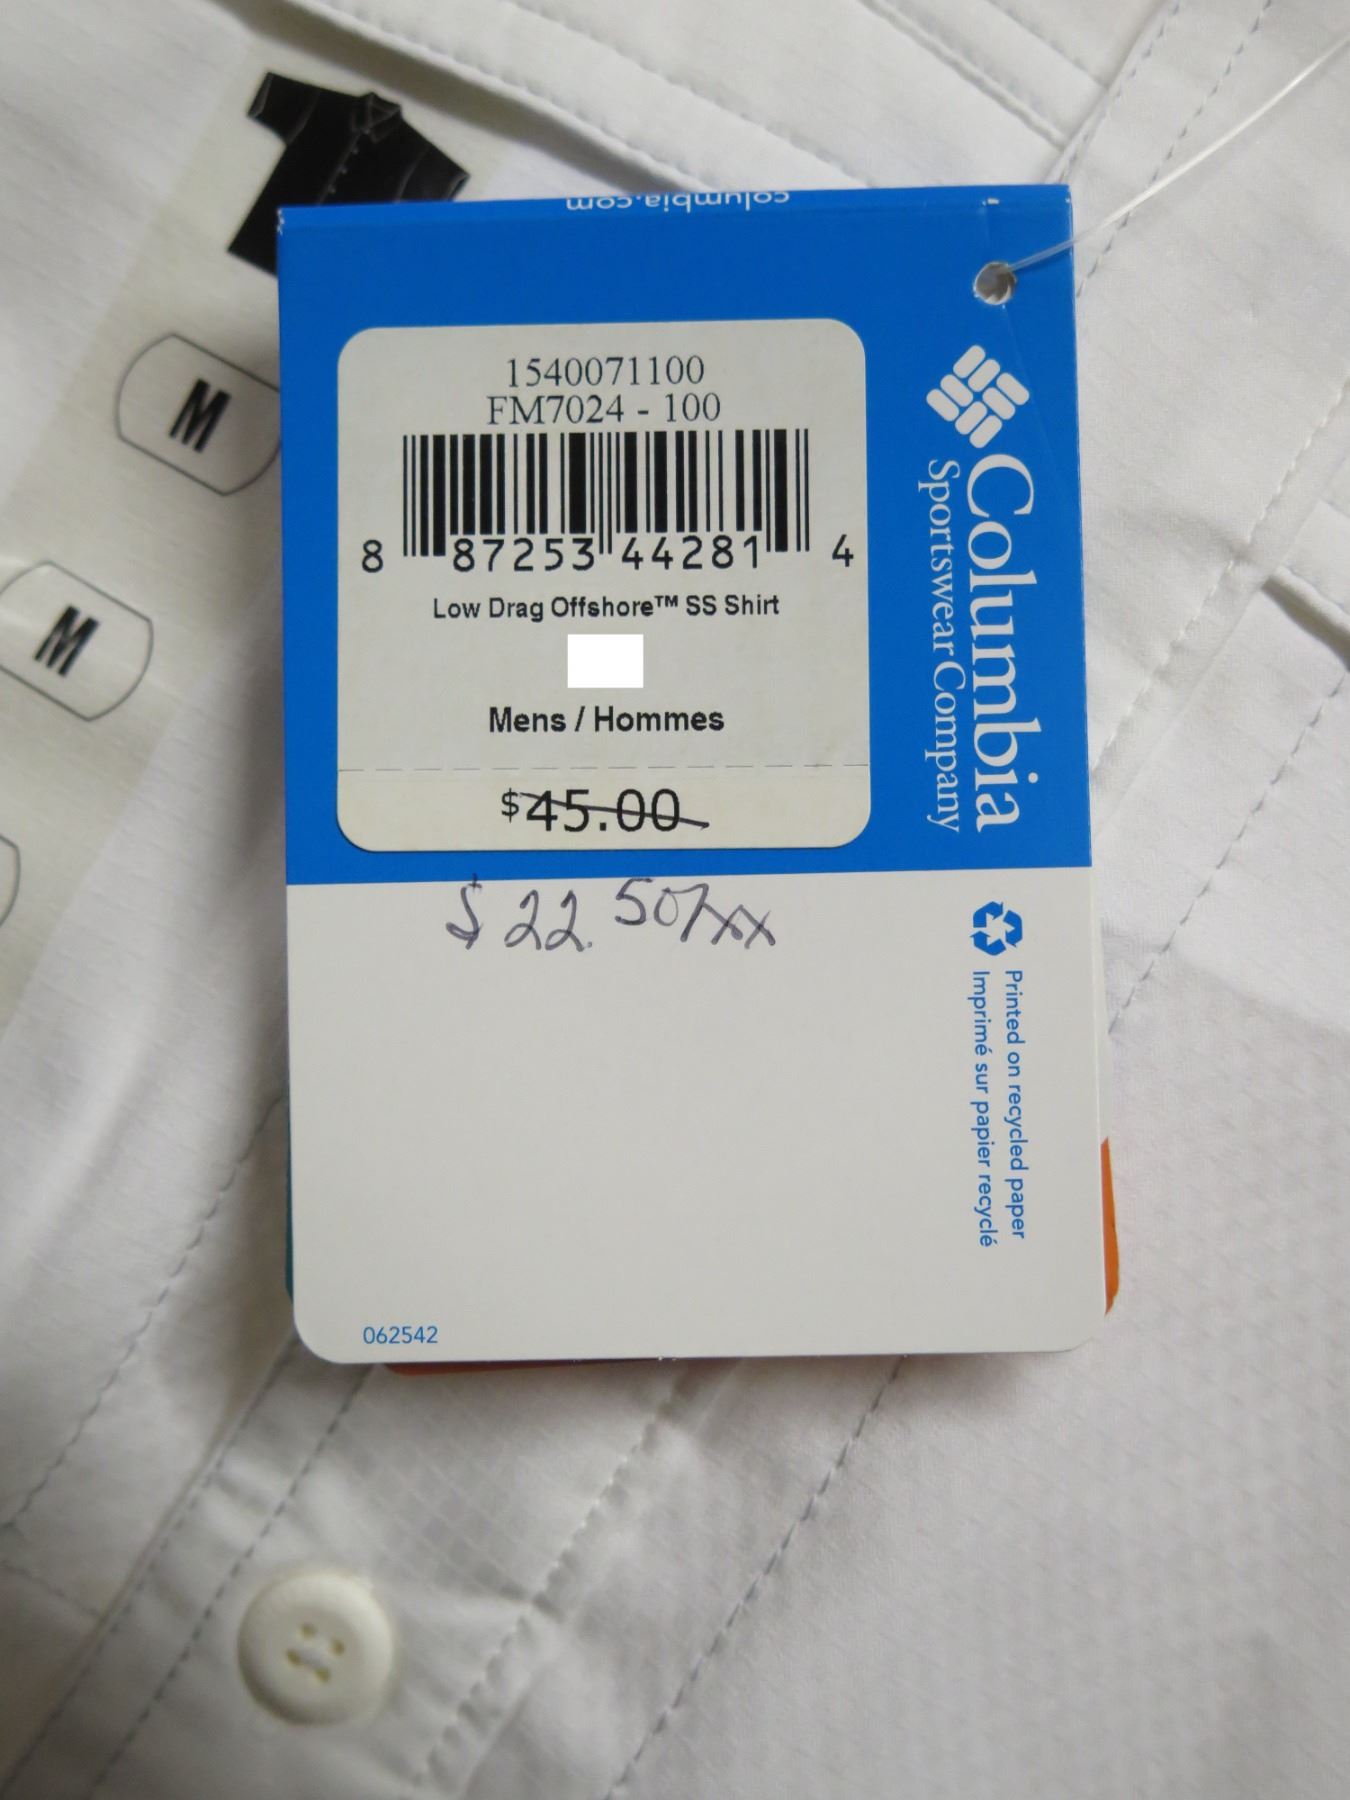 columbia.com
1540071100
FM7024 - 100
8 87253 44281 4
Low Drag Offshore™ SS Shirt
Mens / Hommes
$45.00
$22.50
Columbia
Sportswear Company
Printed on recycled paper
Imprimé sur papier recyclé
062542
M
M